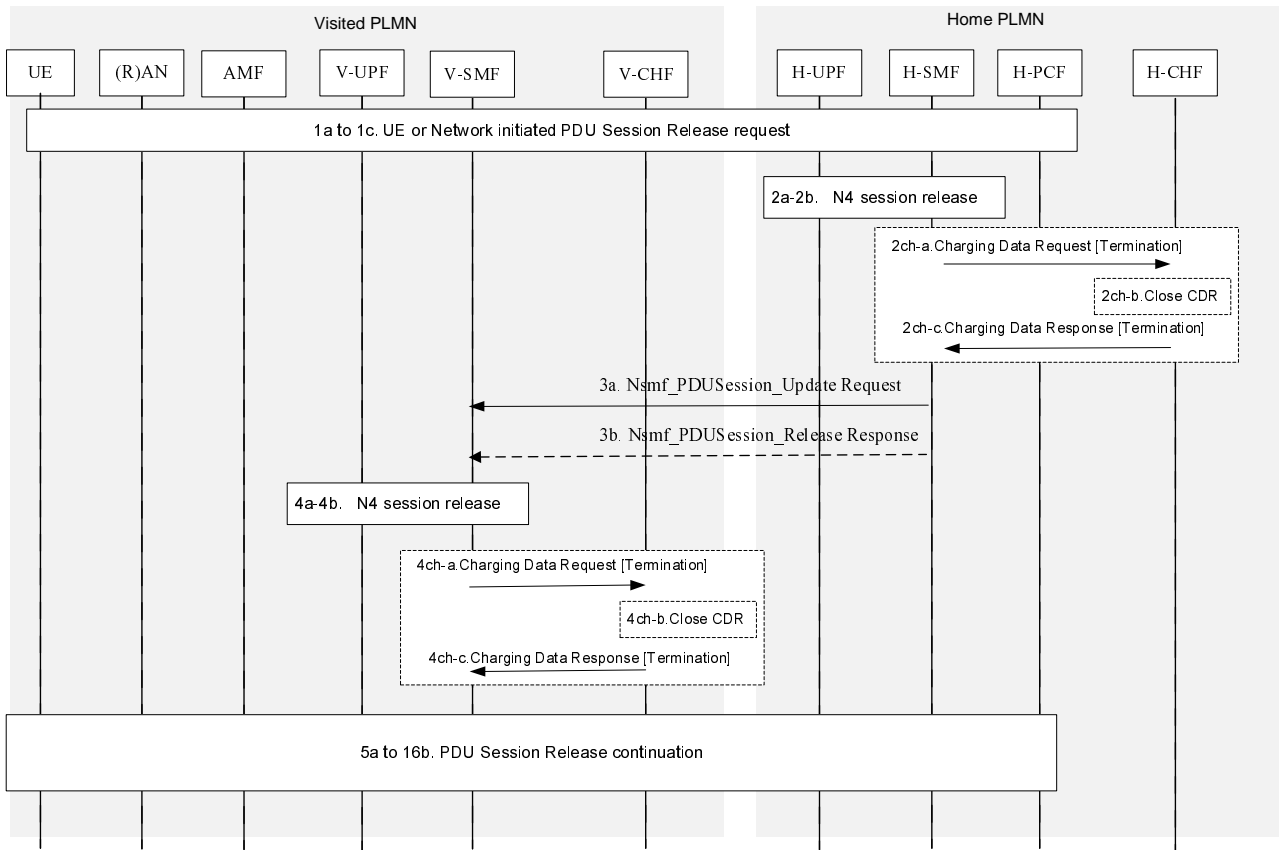 Visited PLMN
Home PLMN
UE
(R)AN
AMF
V-UPF
V-SMF
V-CHF
H-UPF
H-SMF
H-PCF
H-CHF
1a to 1c. UE or Network initiated PDU Session Release request
2a-2b. N4 session release
2ch-a.Charging Data Request [Termination]
2ch-b.Close CDR
2ch-c.Charging Data Response [Termination]
3a. Nsmf_PDUSession_Update Request
3b. Nsmf_PDUSession_Release Response
4a-4b. N4 session release
4ch-a.Charging Data Request [Termination]
4ch-b.Close CDR
4ch-c.Charging Data Response [Termination]
5a to 16b. PDU Session Release continuation